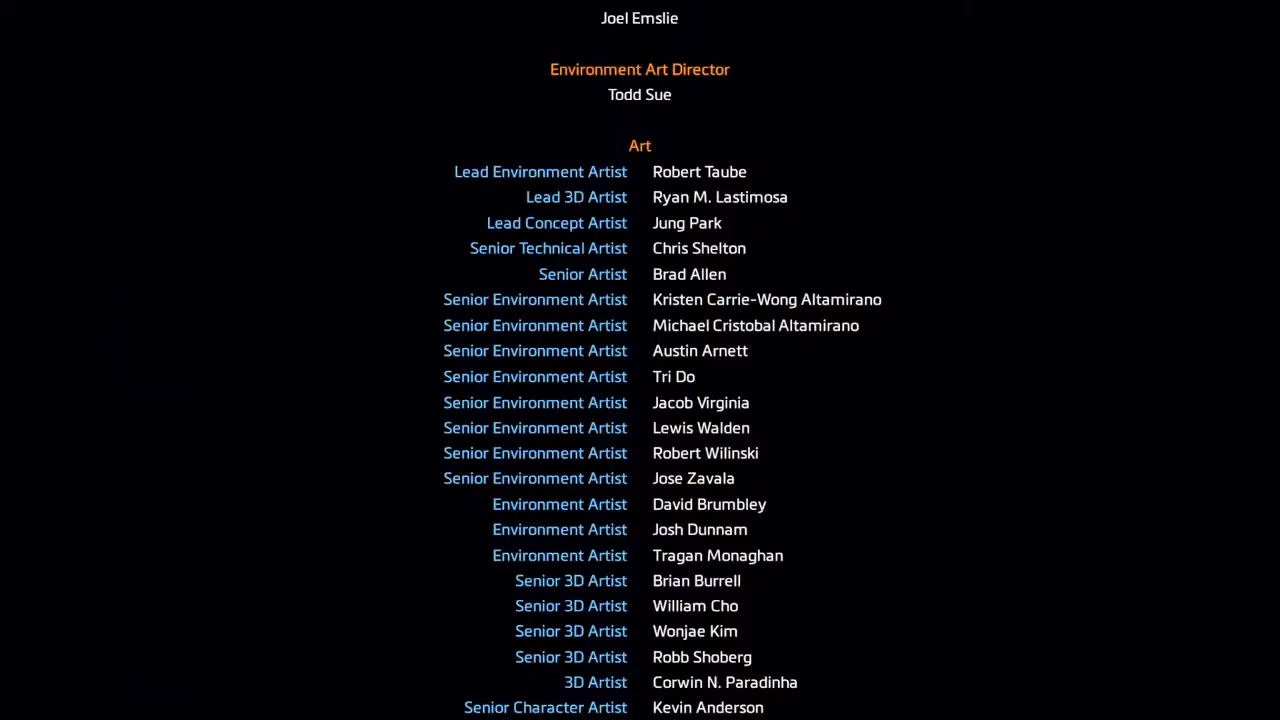 Joel Emslie
Environment Art Director
Todd Sue
Art
Lead Environment Artist Robert Taube
Lead 3D Artist Ryan M. Lastimosa
Lead Concept Artist Jung Park
Senior Technical Artist Chris Shelton
Senior Artist Brad Allen
Senior Environment Artist Kristen Carrie-Wong Altamirano
Senior Environment Artist Michael Cristobal Altamirano
Senior Environment Artist Austin Arnett
Senior Environment Artist Tri Do
Senior Environment Artist Jacob Virginia
Senior Environment Artist Lewis Walden
Senior Environment Artist Robert Wilinski
Senior Environment Artist Jose Zavala
Environment Artist David Brumbley
Environment Artist Josh Dunnam
Environment Artist Tragan Monaghan
Senior 3D Artist Brian Burrell
Senior 3D Artist William Cho
Senior 3D Artist Wonjae Kim
Senior 3D Artist Robb Shoberg
3D Artist Corwin N. Paradinha
Senior Character Artist Kevin Anderson